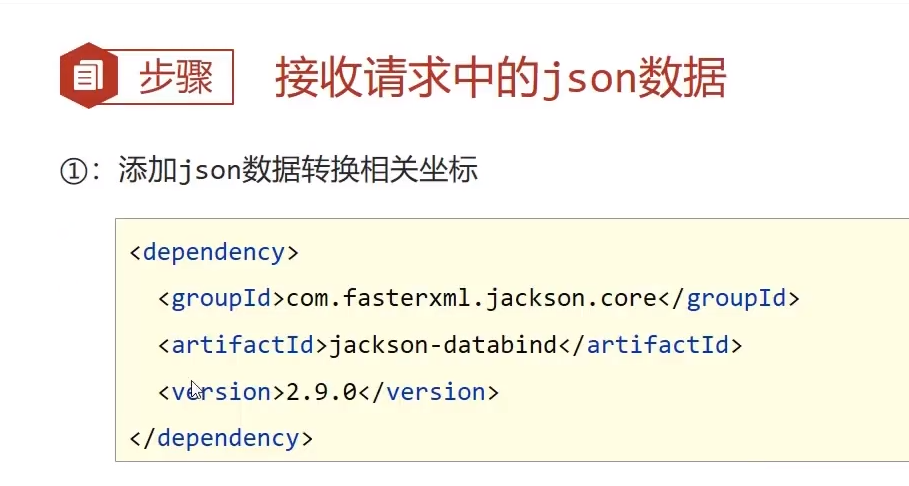 步骤 接收请求中的json数据
①：添加json数据转换相关坐标
<dependency>
  <groupId>com.fasterxml.jackson.core</groupId>
  <artifactId>jackson-databind</artifactId>
  <version>2.9.0</version>
</dependency>